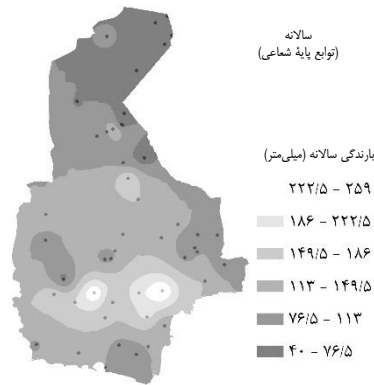 سالانه
(توابع پایهٔ شعاعی)
بارندگی سالانه (میلی‌متر)
۲۲۲/۵ - ۲۵۹
۱۸۶ - ۲۲۲/۵
۱۴۹/۵ - ۱۸۶
۱۱۳ - ۱۴۹/۵
۷۶/۵ - ۱۱۳
۴۰ - ۷۶/۵